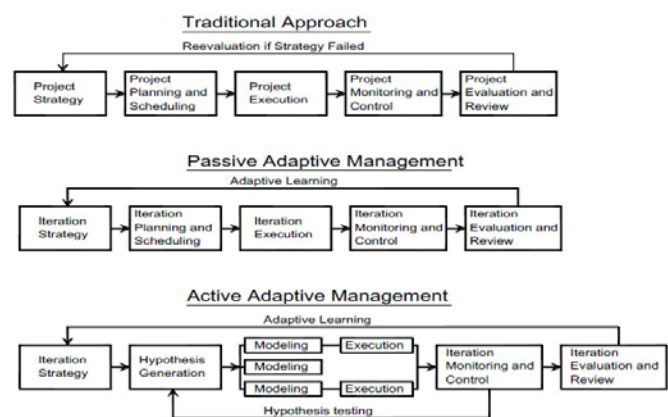 Traditional Approach
Reevaluation if Strategy Failed
Project
Strategy
Project
Planning and
Scheduling
Project
Execution
Project
Monitoring and
Control
Project
Evaluation and
Review
Passive Adaptive Management
Adaptive Learning
Iteration
Strategy
Iteration
Planning and
Scheduling
Iteration
Execution
Iteration
Monitoring and
Control
Iteration
Evaluation and
Review
Active Adaptive Management
Adaptive Learning
Iteration
Strategy
Hypothesis
Generation
Modeling
Execution
Modeling
Modeling
Execution
Iteration
Monitoring and
Control
Iteration
Evaluation and
Review
Hypothesis testing